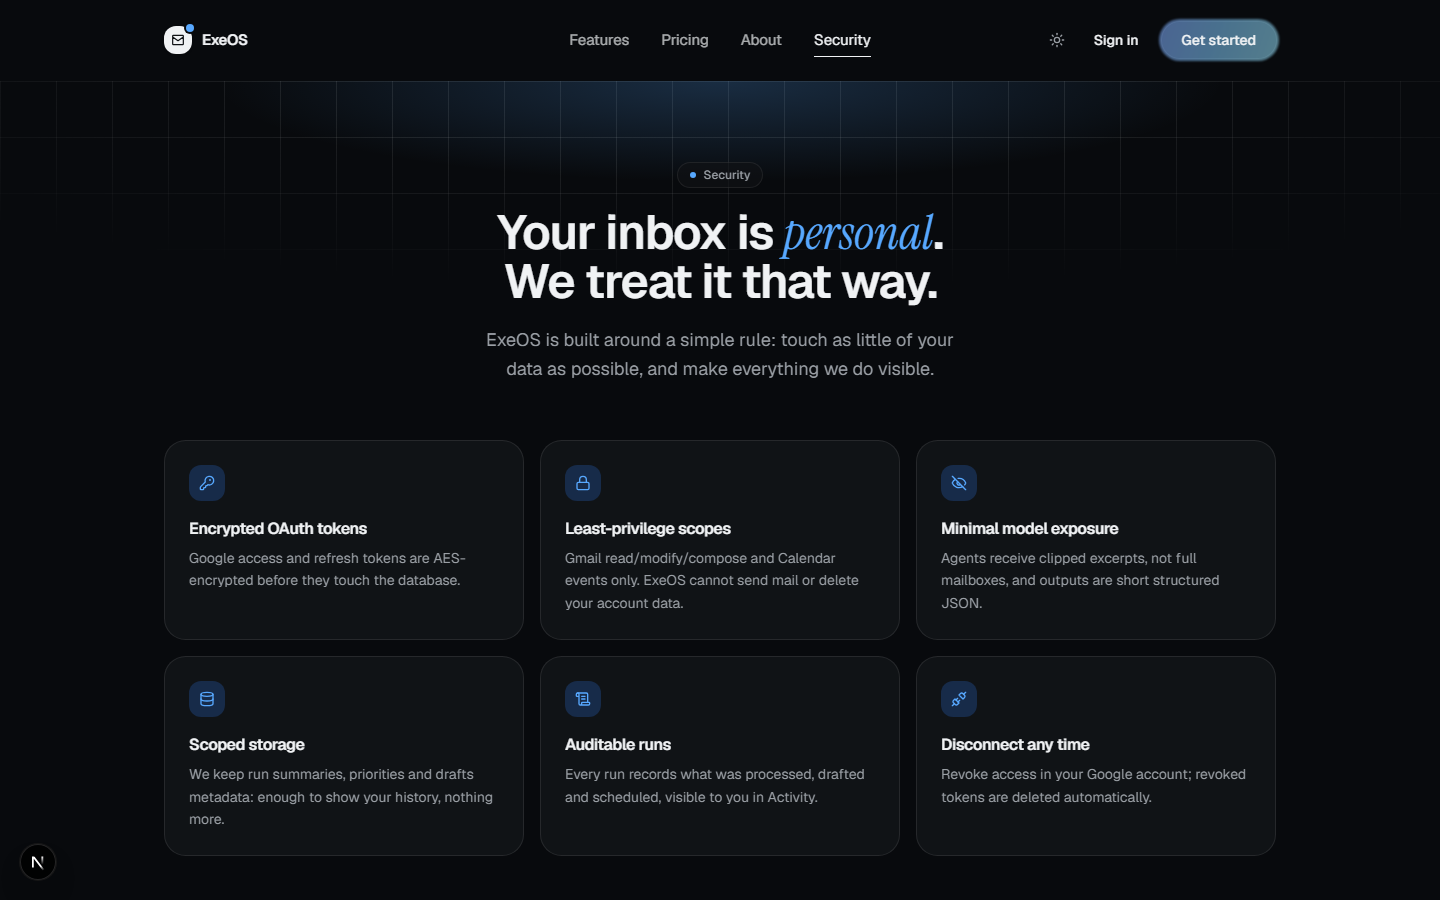 ExeOS
Features
Pricing
About
Security
Sign in
Get started
Security
Your inbox is personal.
We treat it that way.
ExeOS is built around a simple rule: touch as little of your
data as possible, and make everything we do visible.
Encrypted OAuth tokens
Google access and refresh tokens are AES-
encrypted before they touch the database.
Least-privilege scopes
Gmail read/modify/compose and Calendar
events only. ExeOS cannot send mail or delete
your account data.
Minimal model exposure
Agents receive clipped excerpts, not full
mailboxes, and outputs are short structured
JSON.
Scoped storage
We keep run summaries, priorities and drafts
metadata: enough to show your history, nothing
more.
Auditable runs
Every run records what was processed, drafted
and scheduled, visible to you in Activity.
Disconnect any time
Revoke access in your Google account; revoked
tokens are deleted automatically.
N